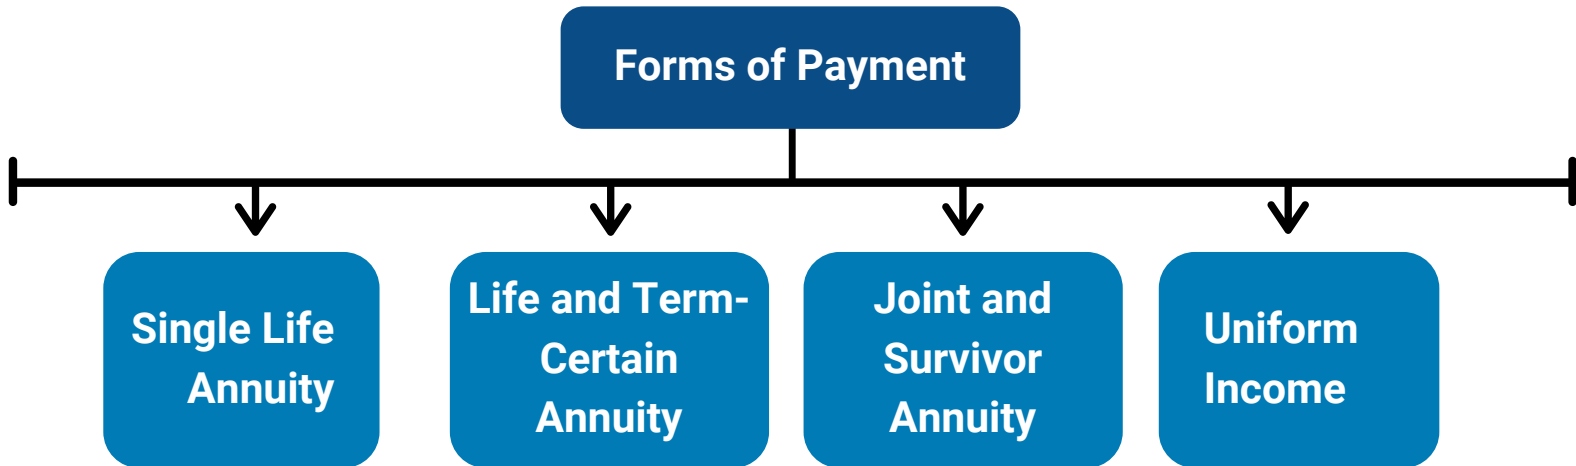 Forms of Payment
Single Life
Annuity
Life and Term-
Certain
Annuity
Joint and
Survivor
Annuity
Uniform
Income